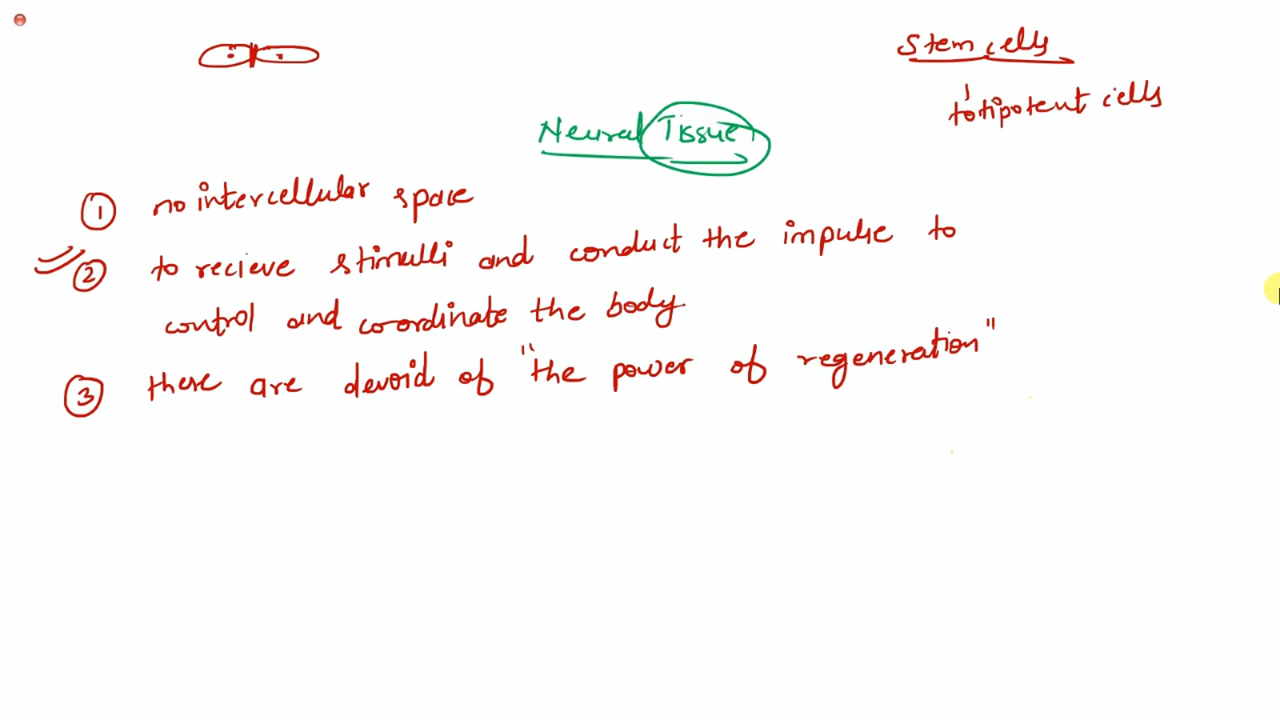 Stem cells
totipotent cells
Neural Tissue
① no intercellular space
② to recieve stimulli and conduct the impulse to
control and coordinate the body
③ these are devoid of "the power of regeneration"